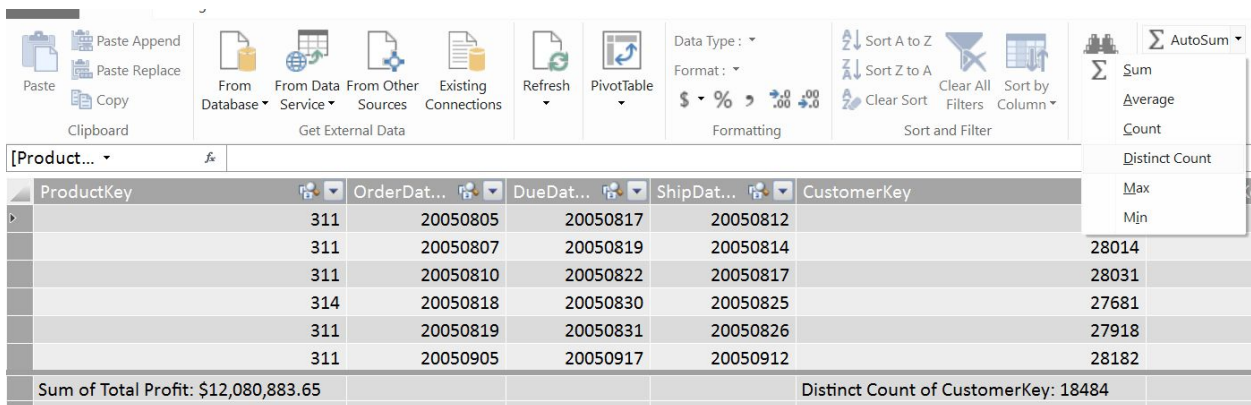 Paste
Paste Append
Paste Replace
Copy
Clipboard
From Database
From Data Service
From Other Sources
Existing Connections
Get External Data
Refresh
PivotTable
Data Type :
Format :
$ % , .00 .00
Formatting
Sort A to Z
Sort Z to A
Clear Sort
Clear All Filters
Sort by Column
Sort and Filter
Σ AutoSum
Σ Sum
Average
Count
Distinct Count
Max
Min
[Product... fx
ProductKey OrderDat... DueDat... ShipDat... CustomerKey
311 20050805 20050817 20050812
311 20050807 20050819 20050814 28014
311 20050810 20050822 20050817 28031
314 20050818 20050830 20050825 27681
311 20050819 20050831 20050826 27918
311 20050905 20050917 20050912 28182
Sum of Total Profit: $12,080,883.65 Distinct Count of CustomerKey: 18484